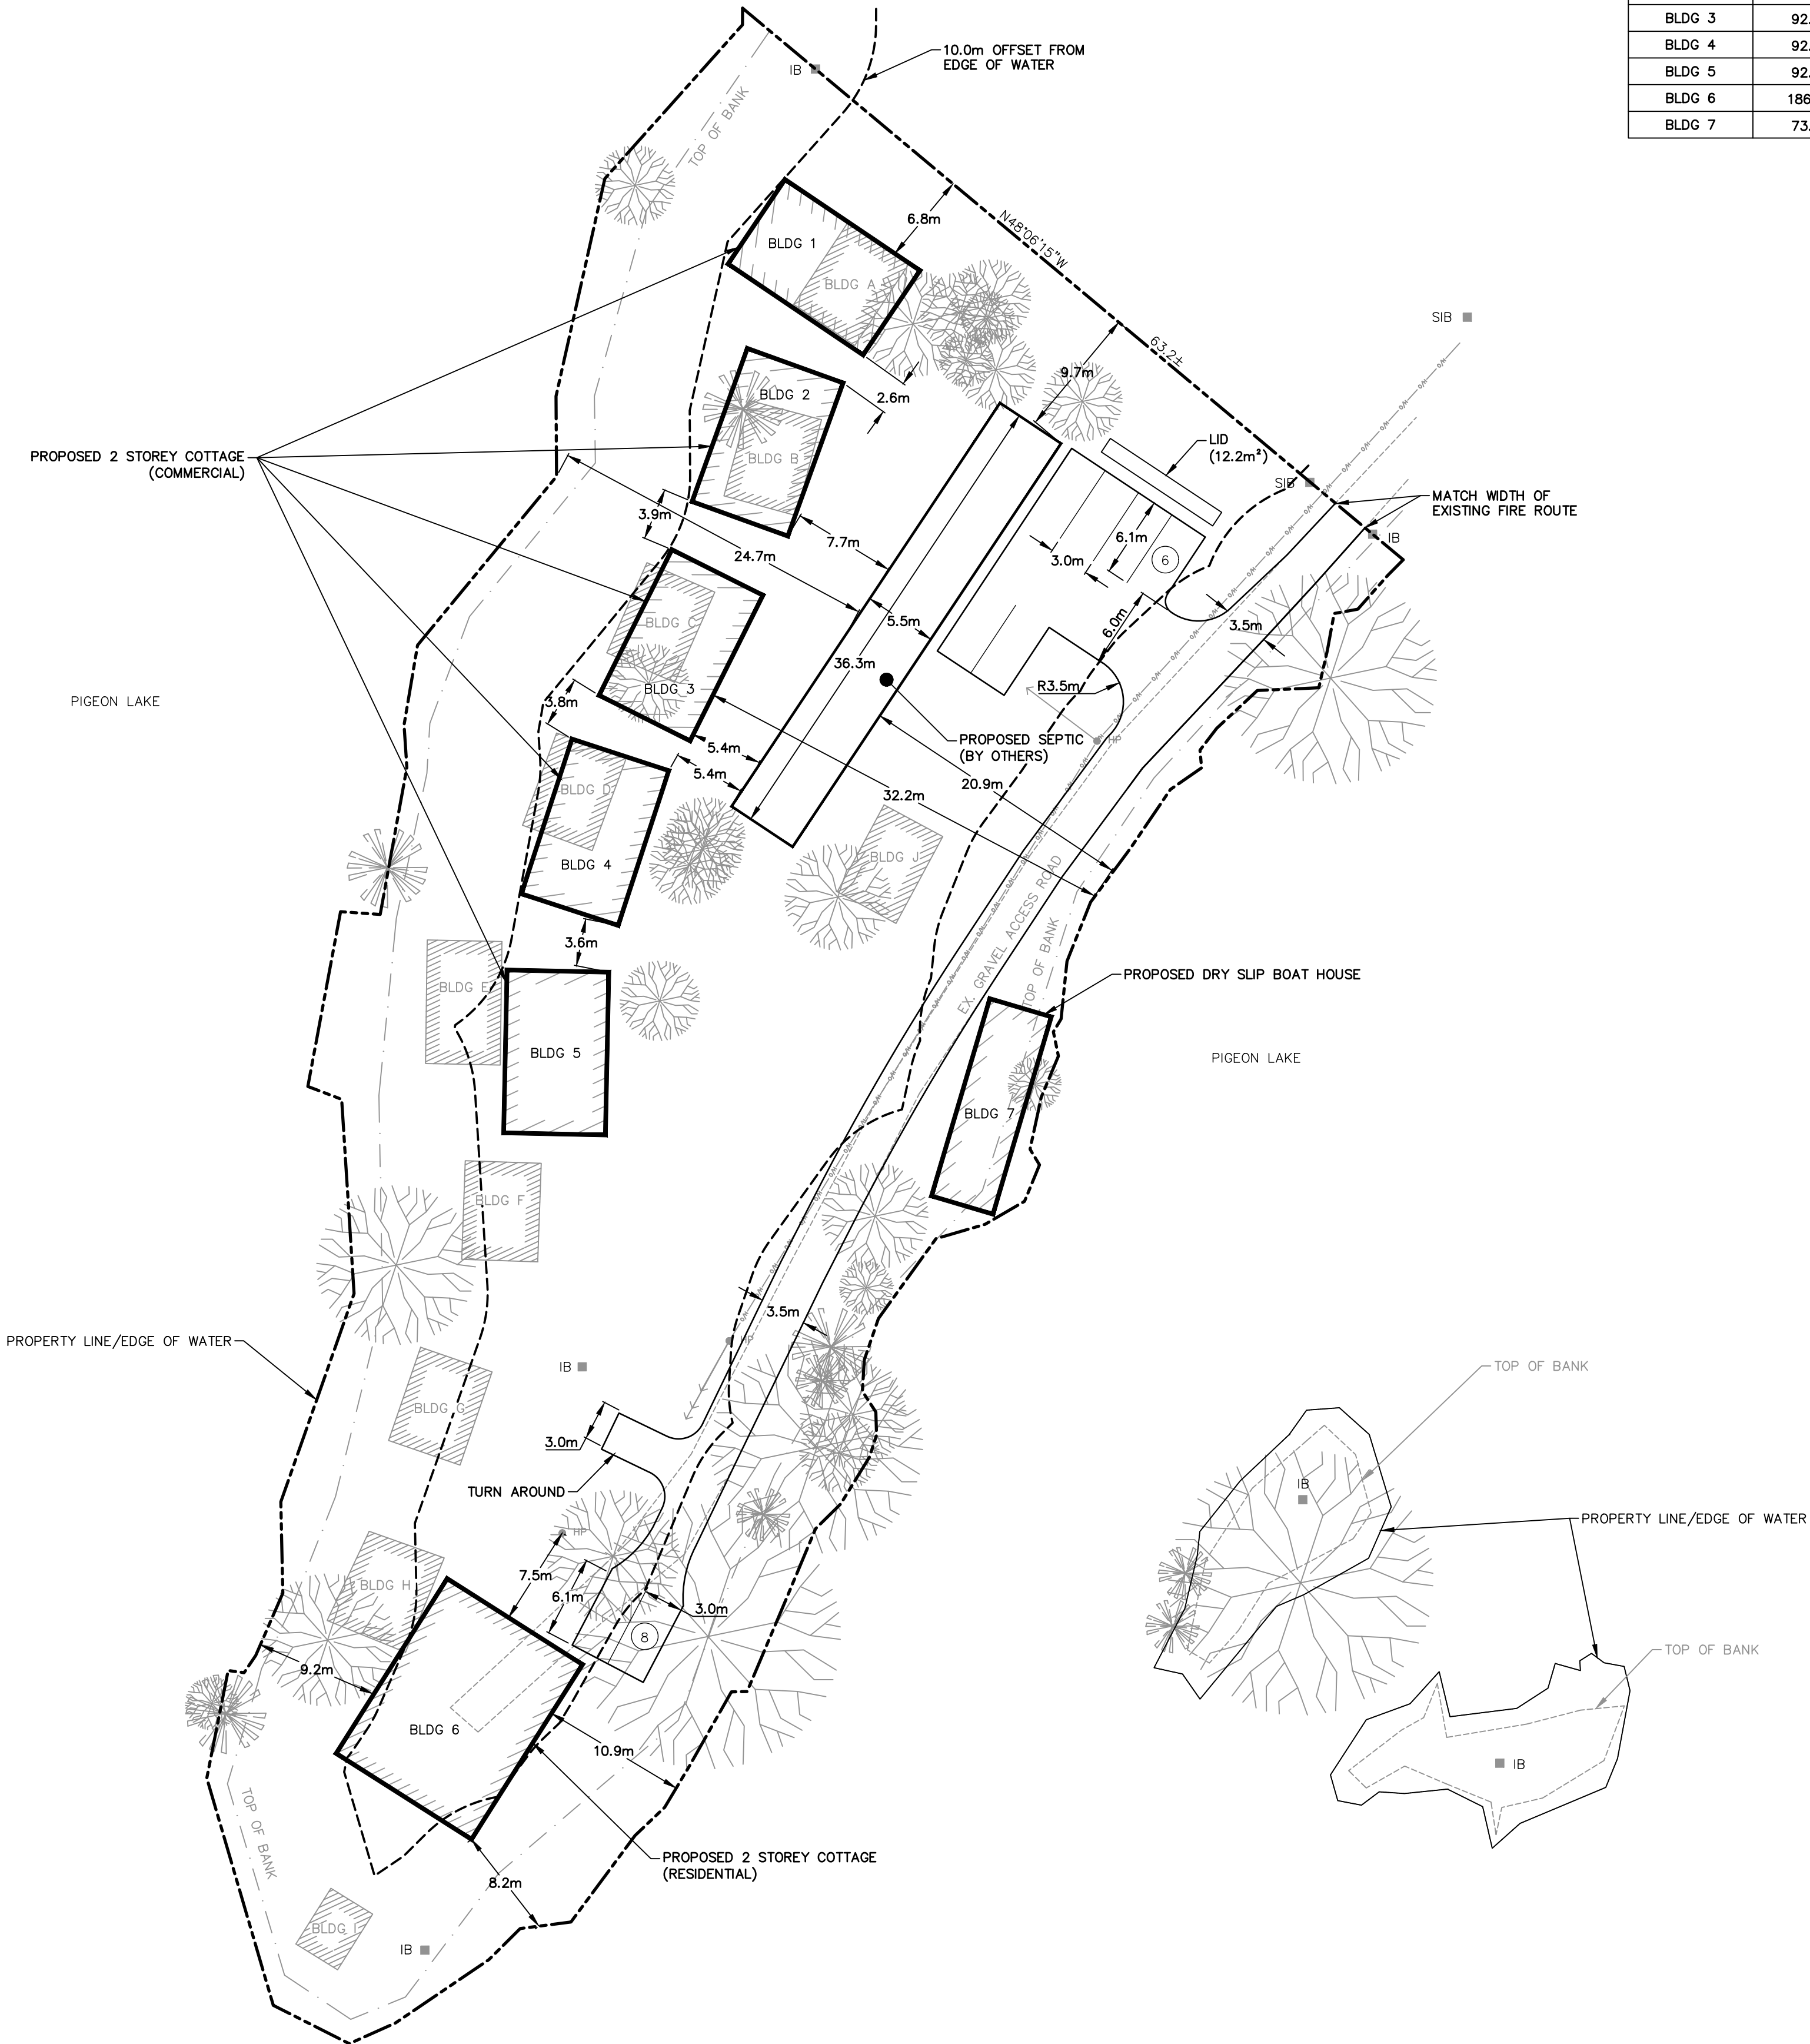 BLDG 3 92.
BLDG 4 92.
BLDG 5 92.
BLDG 6 186
BLDG 7 73.
10.0m OFFSET FROM
EDGE OF WATER
IB
TOP OF BANK
6.8m
N48°06'15"W
BLDG 1
BLDG A
SIB
63.2±
9.7m
2.6m
BLDG 2
BLDG B
LID
(12.2m²)
PROPOSED 2 STOREY COTTAGE
(COMMERCIAL)
SIB
MATCH WIDTH OF
EXISTING FIRE ROUTE
IB
3.9m
7.7m
24.7m
3.0m
6.1m
6
BLDG C
5.5m
6.0m
3.5m
36.3m
BLDG 3
R3.5m
PIGEON LAKE
3.8m
5.4m
5.4m
PROPOSED SEPTIC
(BY OTHERS)
HP
20.9m
32.2m
BLDG D
BLDG 4
BLDG J
EX. GRAVEL ACCESS ROAD
TOP OF BANK
3.6m
PROPOSED DRY SLIP BOAT HOUSE
BLDG E
BLDG 5
PIGEON LAKE
BLDG 7
BLDG F
3.5m
PROPERTY LINE/EDGE OF WATER
HP
IB
TOP OF BANK
BLDG G
3.0m
TURN AROUND
IB
PROPERTY LINE/EDGE OF WATER
HP
7.5m
6.1m
BLDG H
3.0m
8
TOP OF BANK
9.2m
BLDG 6
10.9m
IB
TOP OF BANK
PROPOSED 2 STOREY COTTAGE
(RESIDENTIAL)
8.2m
BLDG I
IB